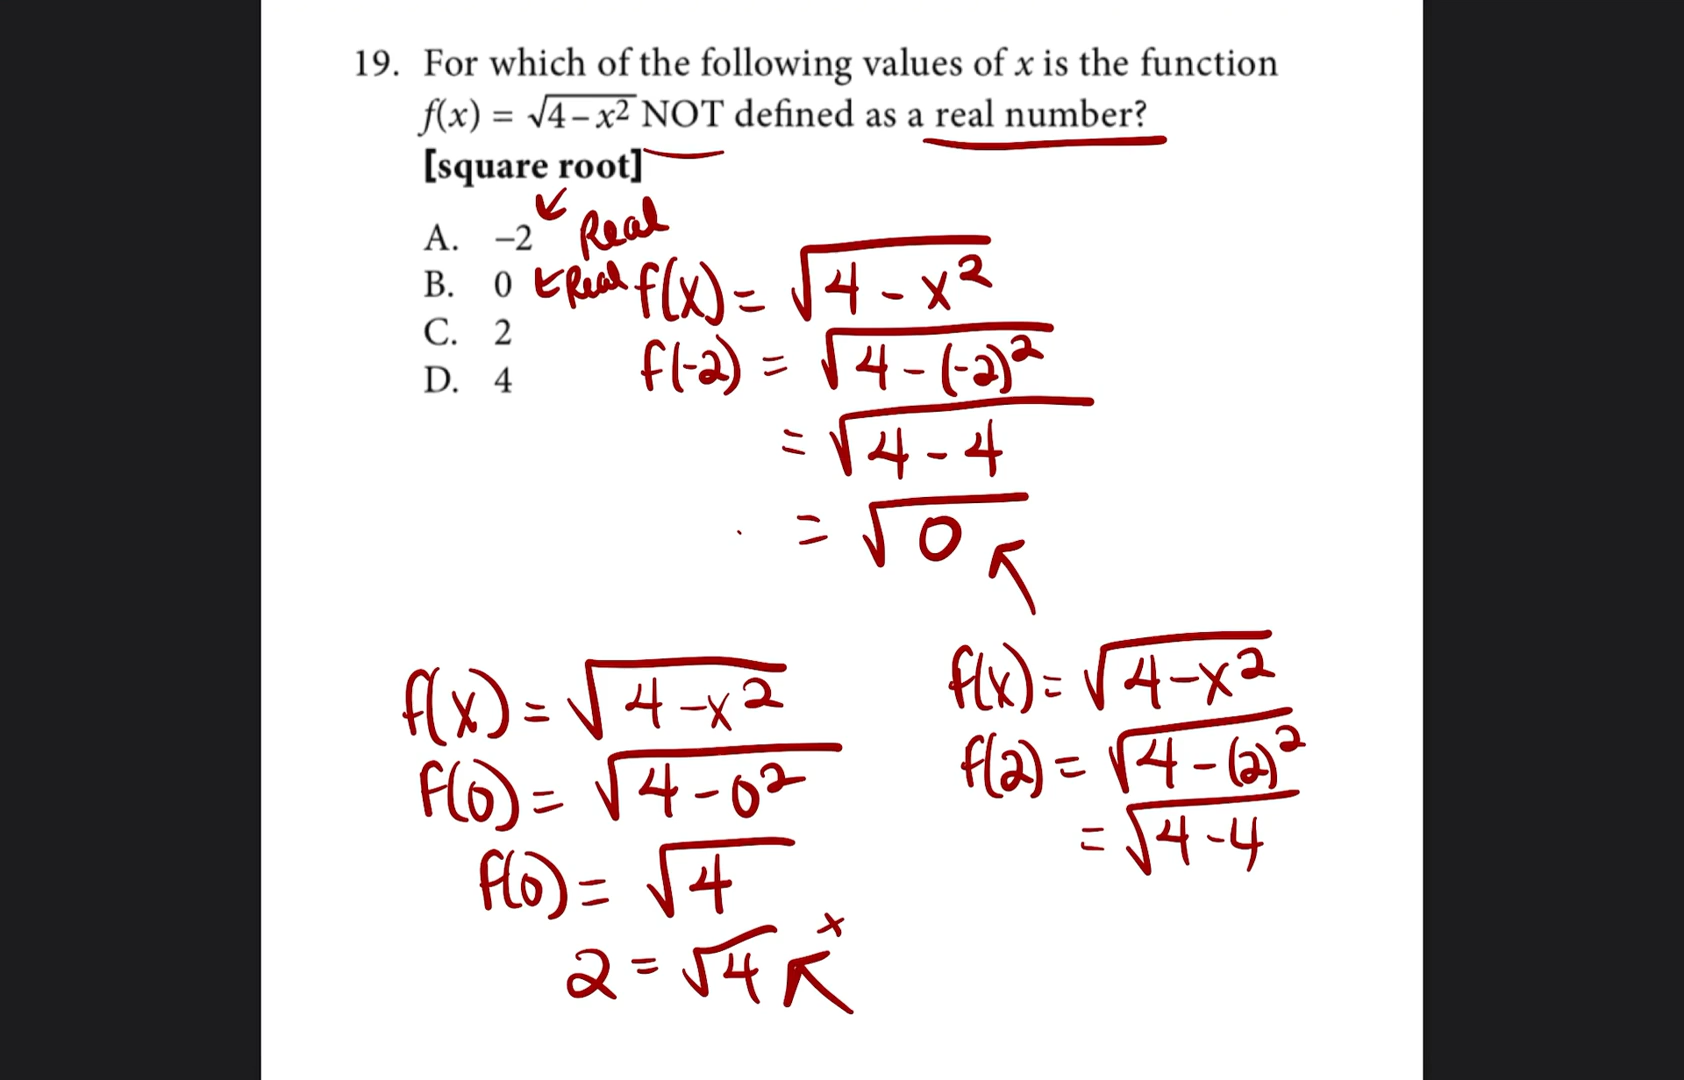 19. For which of the following values of x is the function
f(x) = √4 – x² NOT defined as a real number?
[square root]
A. –2 Real
B. 0 Real
C. 2
D. 4
f(x) = √4 - x²
f(-2) = √4 - (-2)²
= √4 - 4
= √0
f(x) = √4 - x²
f(0) = √4 - 0²
f(0) = √4
2 = √4 x
f(x) = √4 - x²
f(2) = √4 - (2)²
= √4 - 4